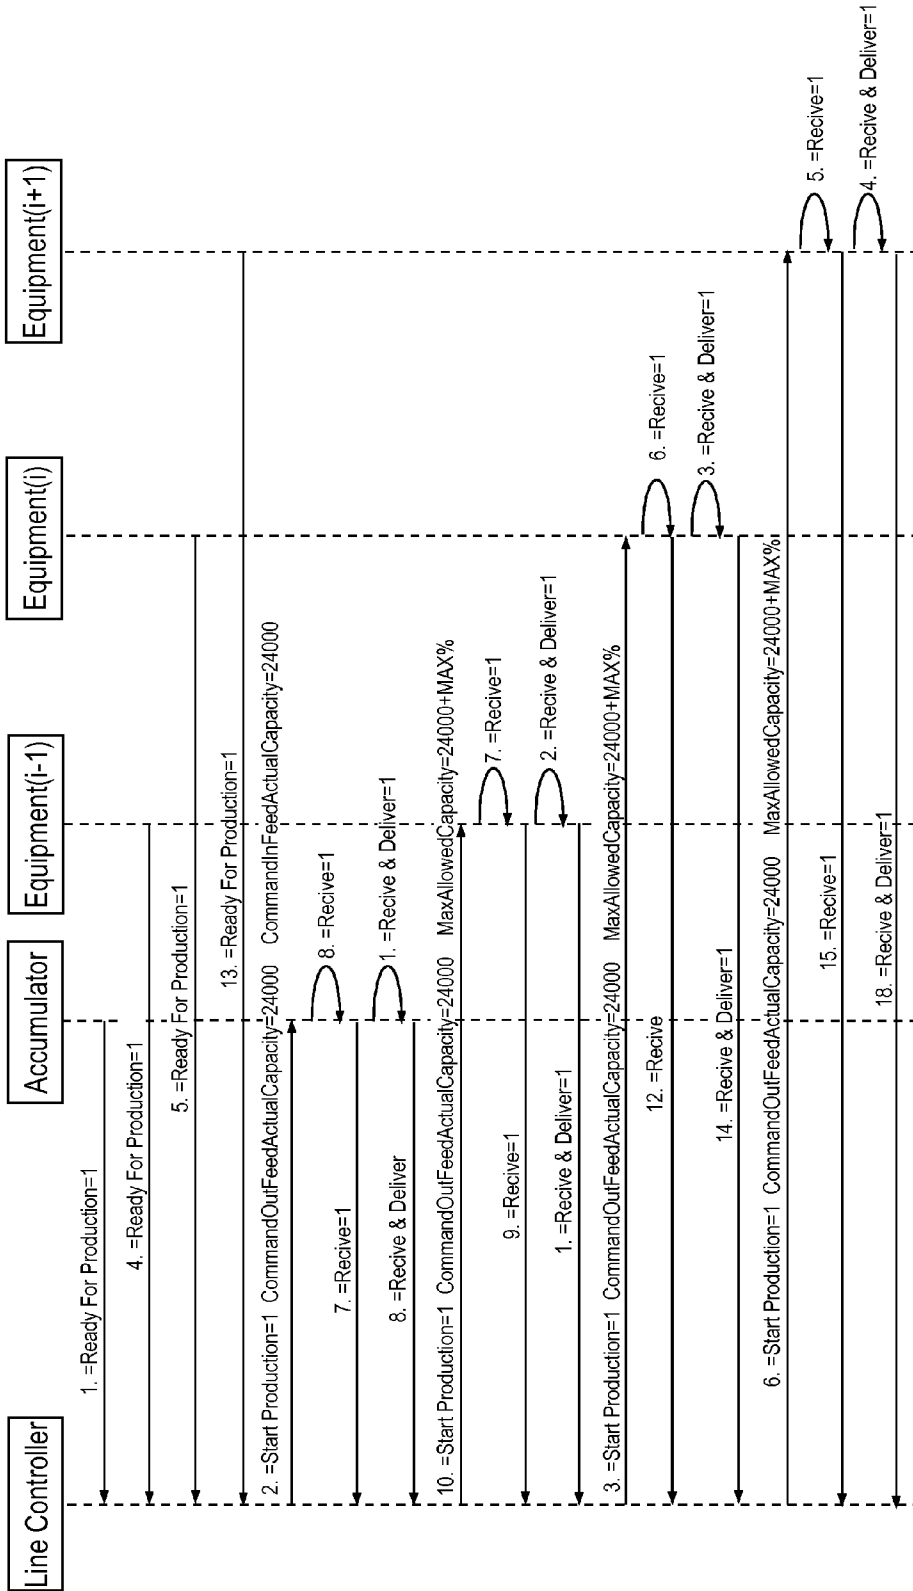 Line Controller
Accumulator
Equipment(i-1)
Equipment(i)
Equipment(i+1)
1. =Ready For Production=1
4. =Ready For Production=1
5. =Ready For Production=1
13. =Ready For Production=1
2. =Start Production=1 CommandOutFeedActualCapacity=24000 CommandInFeedActualCapacity=24000
8. =Recive=1
7. =Recive=1
1. =Recive & Deliver=1
8. =Recive & Deliver
10. =Start Production=1 CommandOutFeedActualCapacity=24000 MaxAllowedCapacity=24000+MAX%
7. =Recive=1
9. =Recive=1
2. =Recive & Deliver=1
1. =Recive & Deliver=1
3. =Start Production=1 CommandOutFeedActualCapacity=24000 MaxAllowedCapacity=24000+MAX%
6. =Recive=1
12. =Recive
3. =Recive & Deliver=1
14. =Recive & Deliver=1
6. =Start Production=1 CommandOutFeedActualCapacity=24000 MaxAllowedCapacity=24000+MAX%
5. =Recive=1
15. =Recive=1
4. =Recive & Deliver=1
18. =Recive & Deliver=1